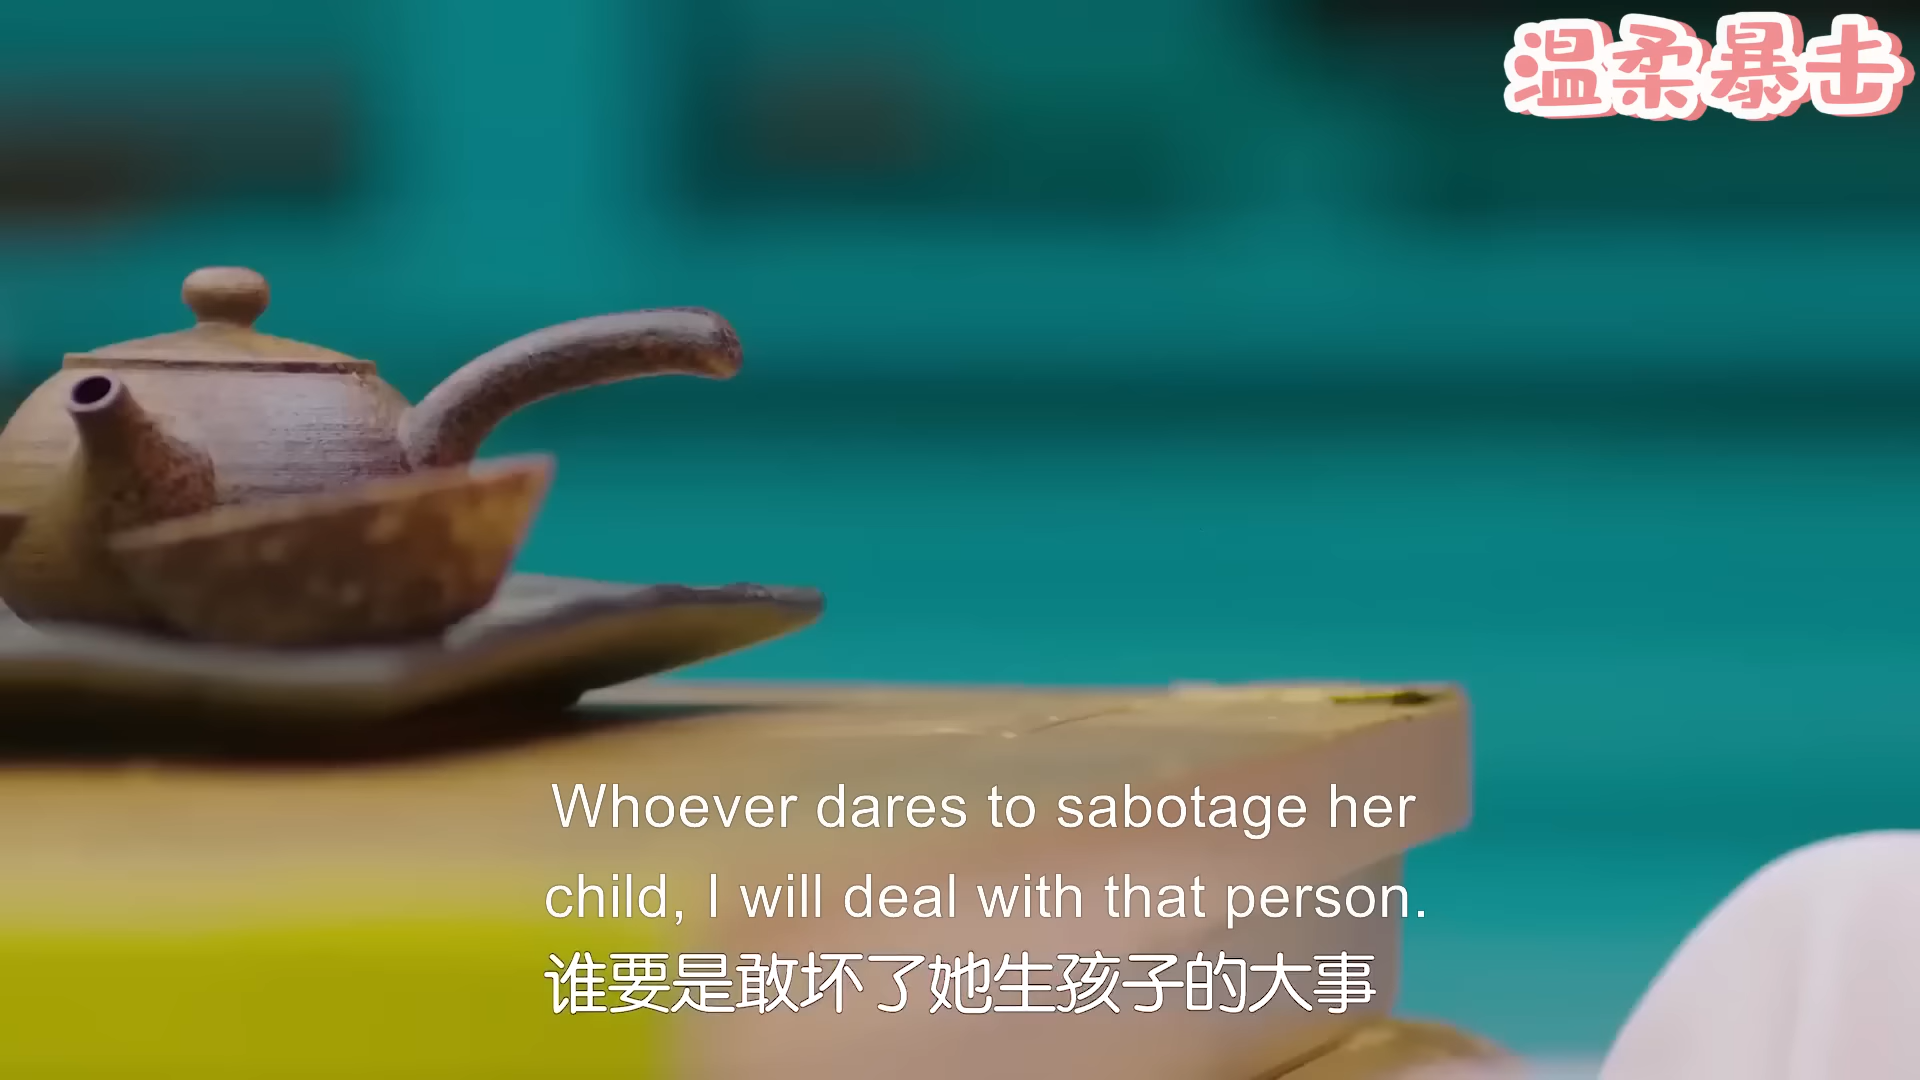 温柔暴击
Whoever dares to sabotage her
child, I will deal with that person.
谁要是敢坏了她生孩子的大事